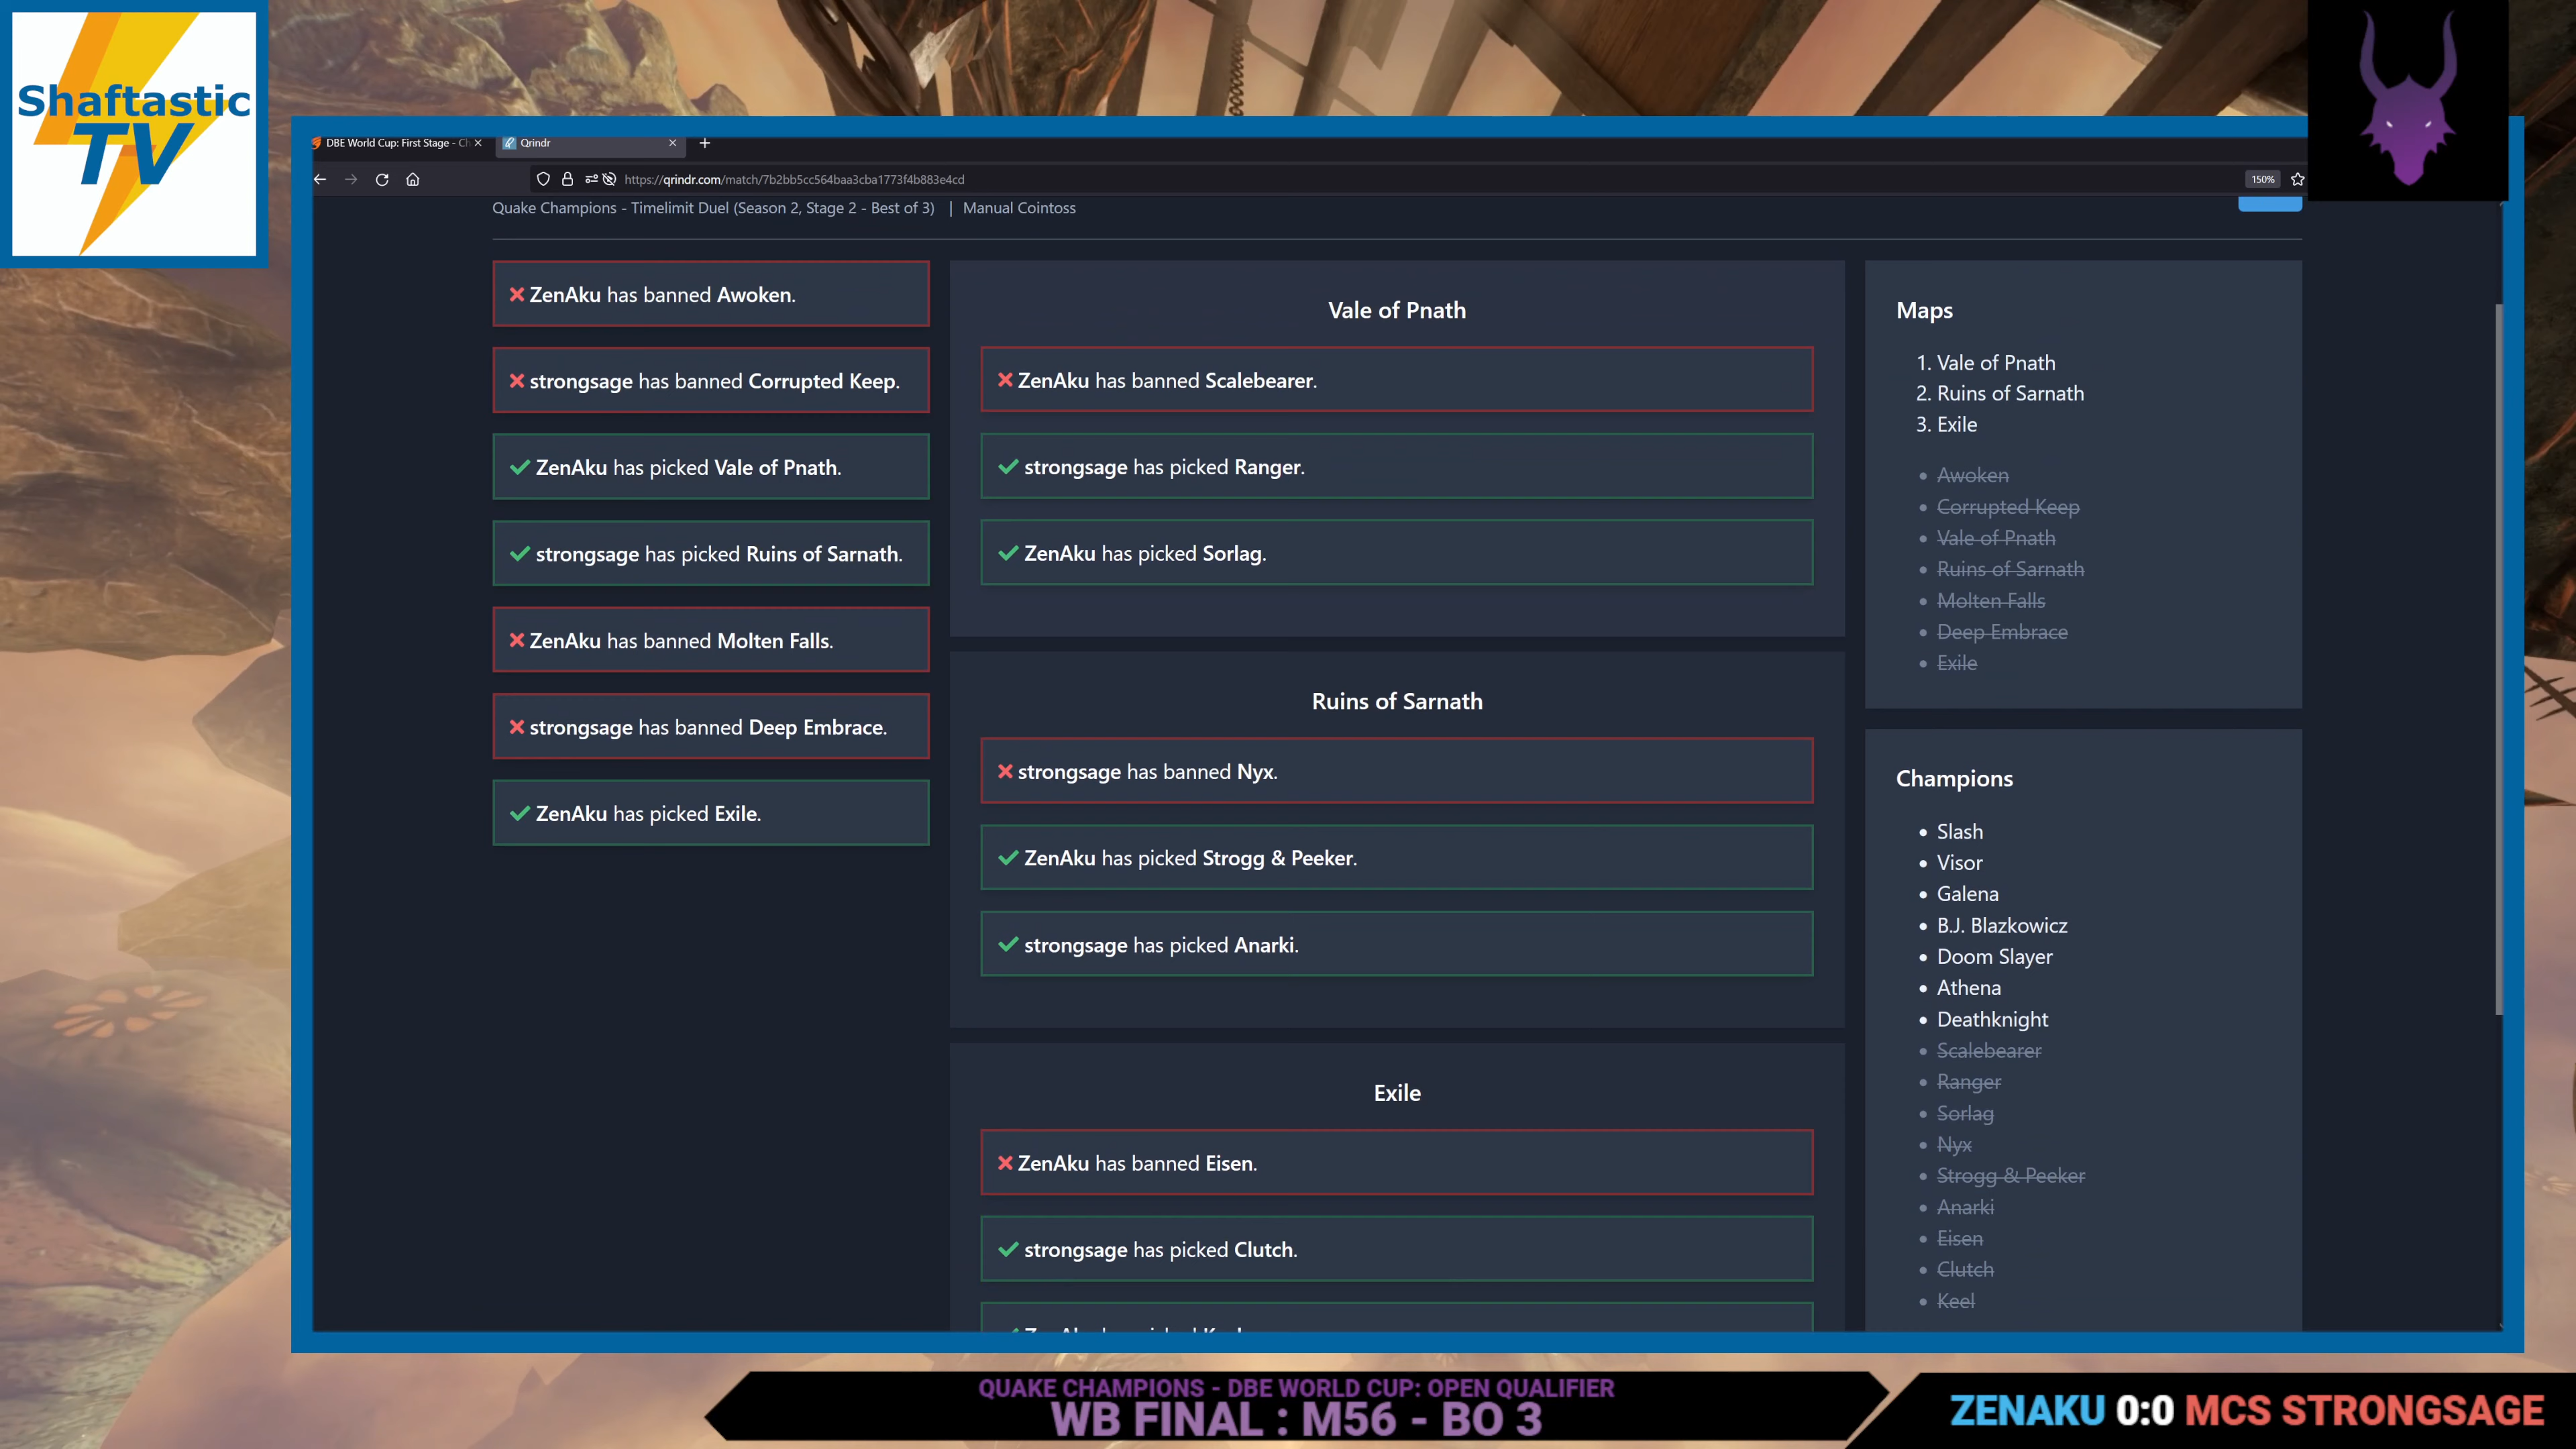 Shaftastic
TV
DBE World Cup: First Stage - Ch
Qrindr
https://qrindr.com/match/7b2bb5cc564baa3cba1773f4b883e4cd
150%
Quake Champions - Timelimit Duel (Season 2, Stage 2 - Best of 3) | Manual Cointoss
ZenAku has banned Awoken.
strongsage has banned Corrupted Keep.
ZenAku has picked Vale of Pnath.
strongsage has picked Ruins of Sarnath.
ZenAku has banned Molten Falls.
strongsage has banned Deep Embrace.
ZenAku has picked Exile.
Vale of Pnath
ZenAku has banned Scalebearer.
strongsage has picked Ranger.
ZenAku has picked Sorlag.
Ruins of Sarnath
strongsage has banned Nyx.
ZenAku has picked Strogg & Peeker.
strongsage has picked Anarki.
Exile
ZenAku has banned Eisen.
strongsage has picked Clutch.
Maps
1. Vale of Pnath
2. Ruins of Sarnath
3. Exile
Awoken
Corrupted Keep
Vale of Pnath
Ruins of Sarnath
Molten Falls
Deep Embrace
Exile
Champions
Slash
Visor
Galena
B.J. Blazkowicz
Doom Slayer
Athena
Deathknight
Scalebearer
Ranger
Sorlag
Nyx
Strogg & Peeker
Anarki
Eisen
Clutch
Keel
QUAKE CHAMPIONS - DBE WORLD CUP: OPEN QUALIFIER
WB FINAL : M56 - BO 3
ZENAKU 0:0 MCS STRONGSAGE